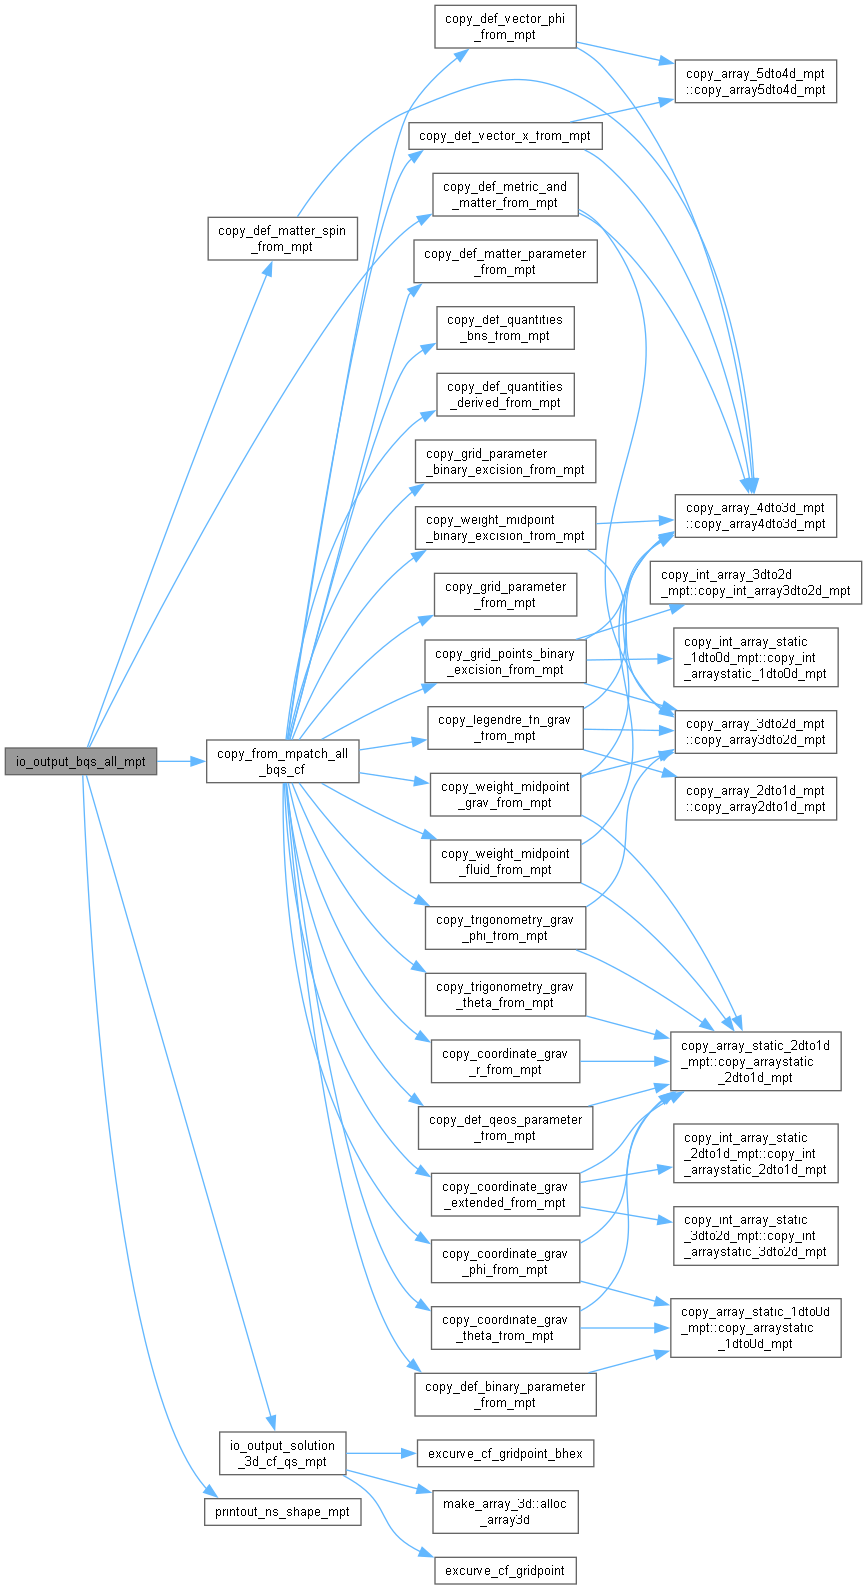 copy_def_vector_phi
_from_mpt
copy_array_5dto4d_mpt
::copy_array5dto4d_mpt
copy_def_vector_x_from_mpt
copy_def_metric_and
_matter_from_mpt
copy_def_matter_spin
_from_mpt
copy_def_matter_parameter
_from_mpt
copy_def_quantities
_bns_from_mpt
copy_def_quantities
_derived_from_mpt
copy_grid_parameter
_binary_excision_from_mpt
copy_array_4dto3d_mpt
::copy_array4dto3d_mpt
copy_weight_midpoint
_binary_excision_from_mpt
copy_int_array_3dto2d
_mpt::copy_int_array3dto2d_mpt
copy_grid_parameter
_from_mpt
copy_int_array_static
_1dto0d_mpt::copy_int
_arraystatic_1dto0d_mpt
copy_grid_points_binary
_excision_from_mpt
copy_legendre_fn_grav
_from_mpt
copy_array_3dto2d_mpt
::copy_array3dto2d_mpt
io_output_bqs_all_mpt
copy_from_mpatch_all
_bqs_cf
copy_weight_midpoint
_grav_from_mpt
copy_array_2dto1d_mpt
::copy_array2dto1d_mpt
copy_weight_midpoint
_fluid_from_mpt
copy_trigonometry_grav
_phi_from_mpt
copy_trigonometry_grav
_theta_from_mpt
copy_coordinate_grav
_r_from_mpt
copy_array_static_2dto1d
_mpt::copy_arraystatic
_2dto1d_mpt
copy_def_qeos_parameter
_from_mpt
copy_int_array_static
_2dto1d_mpt::copy_int
_arraystatic_2dto1d_mpt
copy_coordinate_grav
_extended_from_mpt
copy_int_array_static
_3dto2d_mpt::copy_int
_arraystatic_3dto2d_mpt
copy_coordinate_grav
_phi_from_mpt
copy_array_static_1dto0d
_mpt::copy_arraystatic
_1dto0d_mpt
copy_coordinate_grav
_theta_from_mpt
copy_def_binary_parameter
_from_mpt
io_output_solution
_3d_cf_qs_mpt
excurve_cf_gridpoint_bhex
printout_ns_shape_mpt
make_array_3d::alloc
_array3d
excurve_cf_gridpoint